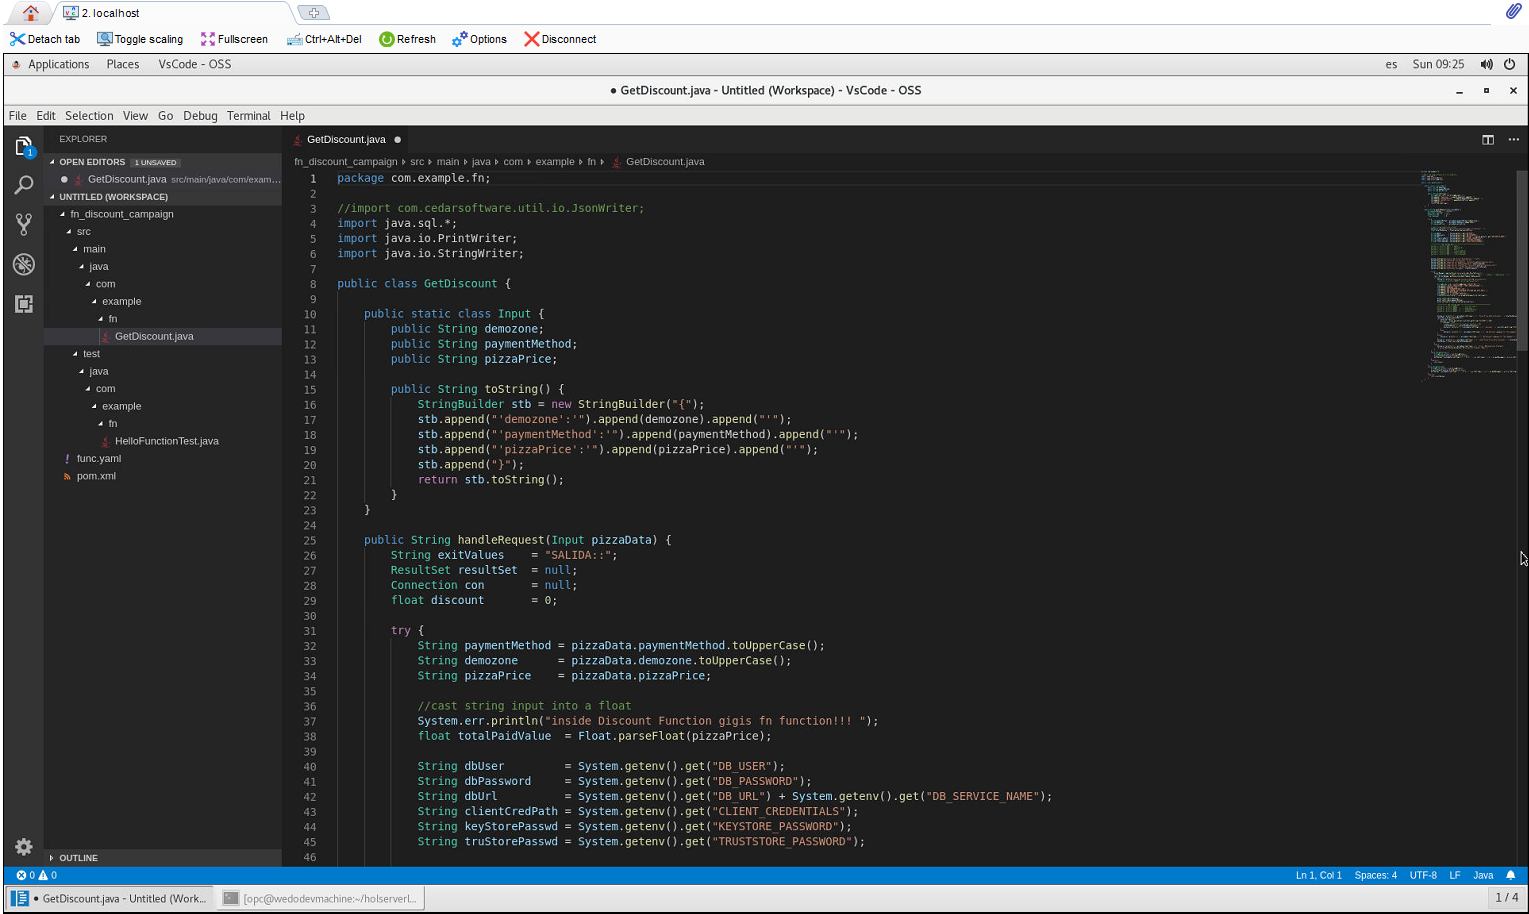 2. localhost
Detach tab Toggle scaling Fullscreen Ctrl+Alt+Del Refresh Options Disconnect
Applications Places VsCode - OSS es Sun 09:25
● GetDiscount.java - Untitled (Workspace) - VsCode - OSS
File Edit Selection View Go Debug Terminal Help
EXPLORER
OPEN EDITORS 1 UNSAVED
● GetDiscount.java src/main/java/com/exam...
UNTITLED (WORKSPACE)
fn_discount_campaign
src
main
java
com
example
fn
GetDiscount.java
test
java
com
example
fn
HelloFunctionTest.java
! func.yaml
pom.xml
OUTLINE
1
GetDiscount.java ●
fn_discount_campaign src main java com example fn GetDiscount.java
1 package com.example.fn;
2
3 //import com.cedarsoftware.util.io.JsonWriter;
4 import java.sql.*;
5 import java.io.PrintWriter;
6 import java.io.StringWriter;
7
8 public class GetDiscount {
9
10 public static class Input {
11 public String demozone;
12 public String paymentMethod;
13 public String pizzaPrice;
14
15 public String toString() {
16 StringBuilder stb = new StringBuilder("{");
17 stb.append("'demozone':'").append(demozone).append("'");
18 stb.append("'paymentMethod':'").append(paymentMethod).append("'");
19 stb.append("'pizzaPrice':'").append(pizzaPrice).append("'");
20 stb.append("}");
21 return stb.toString();
22 }
23 }
24
25 public String handleRequest(Input pizzaData) {
26 String exitValues = "SALIDA::";
27 ResultSet resultSet = null;
28 Connection con = null;
29 float discount = 0;
30
31 try {
32 String paymentMethod = pizzaData.paymentMethod.toUpperCase();
33 String demozone = pizzaData.demozone.toUpperCase();
34 String pizzaPrice = pizzaData.pizzaPrice;
35
36 //cast string input into a float
37 System.err.println("inside Discount Function gigis fn function!!! ");
38 float totalPaidValue = Float.parseFloat(pizzaPrice);
39
40 String dbUser = System.getenv().get("DB_USER");
41 String dbPassword = System.getenv().get("DB_PASSWORD");
42 String dbUrl = System.getenv().get("DB_URL") + System.getenv().get("DB_SERVICE_NAME");
43 String clientCredPath = System.getenv().get("CLIENT_CREDENTIALS");
44 String keyStorePasswd = System.getenv().get("KEYSTORE_PASSWORD");
45 String truStorePasswd = System.getenv().get("TRUSTSTORE_PASSWORD");
46
0 0 Ln 1, Col 1 Spaces: 4 UTF-8 LF Java
● GetDiscount.java - Untitled (Work... [opc@wedodevmachine:~/holserverl... 1 / 4